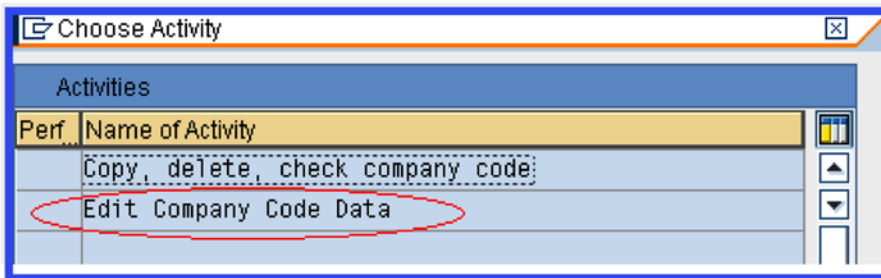 Choose Activity
Activities
Perf... Name of Activity
Copy, delete, check company code
Edit Company Code Data